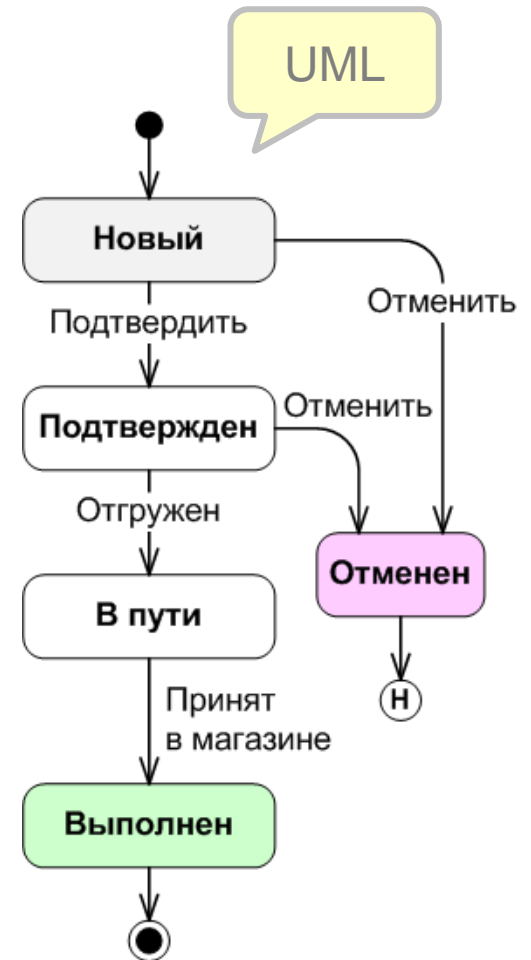 UML
Новый
Отменить
Подтвердить
Отменить
Подтвержден
Отгружен
Отменен
В пути
Принят
в магазине
Н
Выполнен